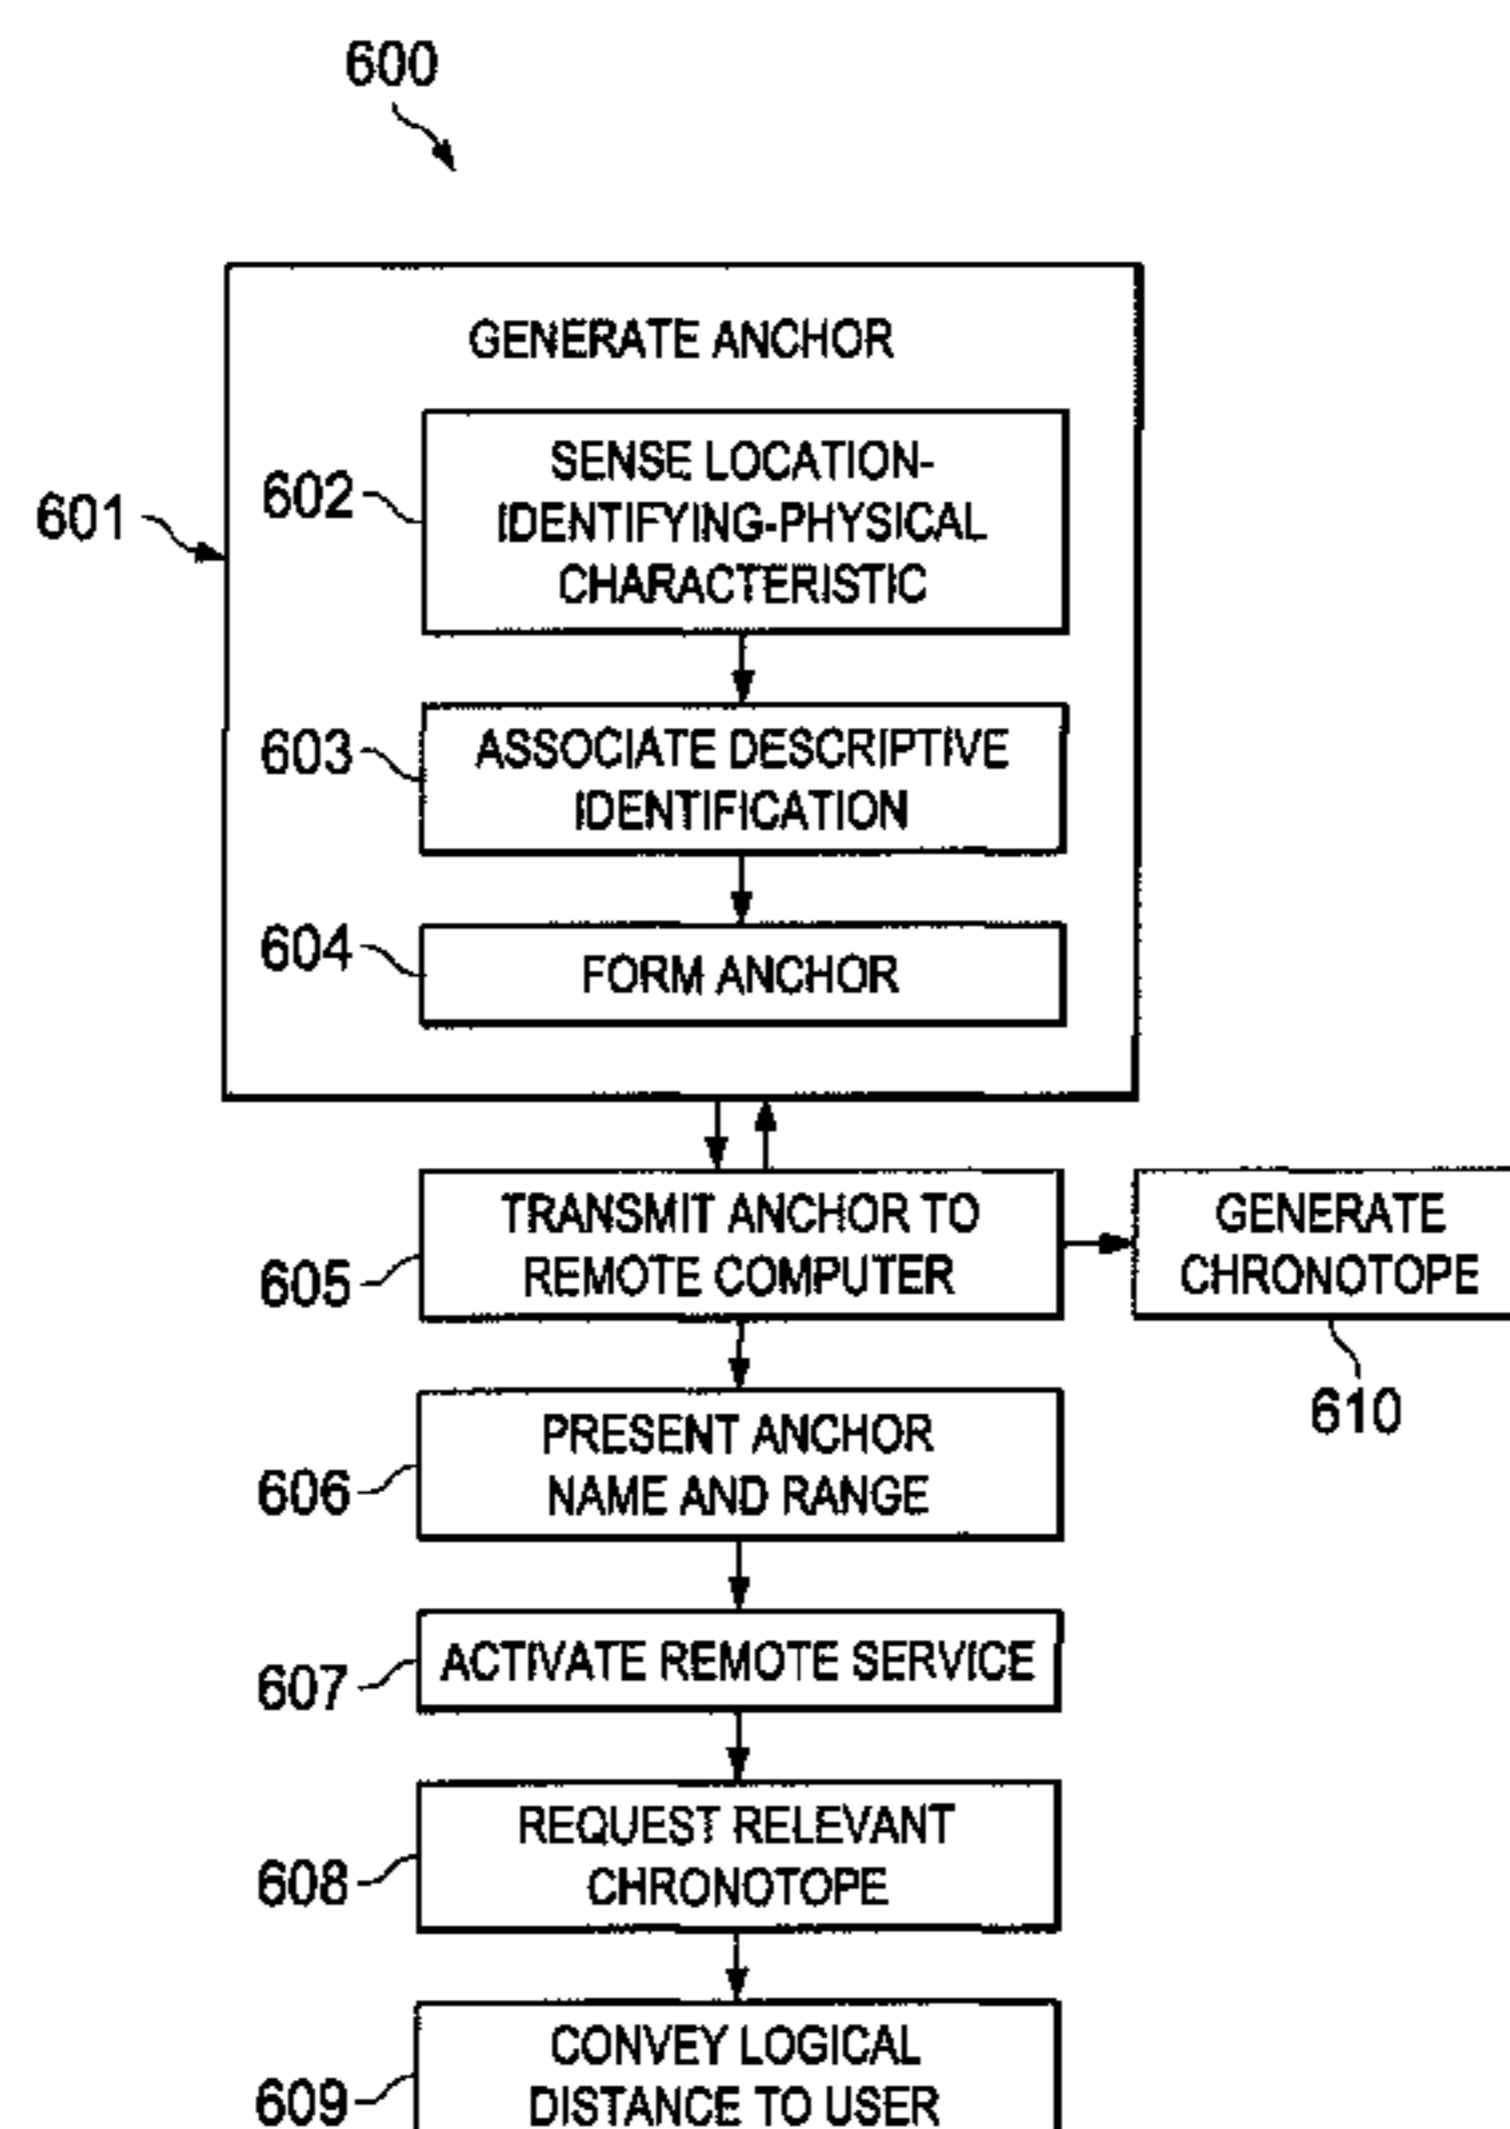 600
GENERATE ANCHOR
601
602
SENSE LOCATION-
IDENTIFYING-PHYSICAL
CHARACTERISTIC
603
ASSOCIATE DESCRIPTIVE
IDENTIFICATION
604
FORM ANCHOR
605
TRANSMIT ANCHOR TO
REMOTE COMPUTER
GENERATE
CHRONOTOPE
610
606
PRESENT ANCHOR
NAME AND RANGE
607
ACTIVATE REMOTE SERVICE
608
REQUEST RELEVANT
CHRONOTOPE
609
CONVEY LOGICAL
DISTANCE TO USER